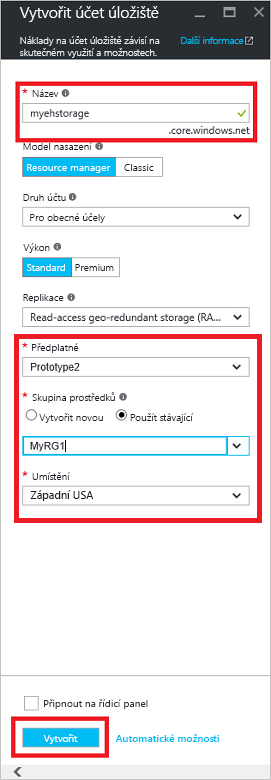 Vytvořit účet úložiště
Náklady na účet úložiště závisí na
skutečném využití a možnostech.
Další informace
* Název
myehstorage
.core.windows.net
Model nasazení
Resource manager Classic
Druh účtu
Pro obecné účely
Výkon
Standard Premium
Replikace
Read-access geo-redundant storage (RA...
* Předplatné
Prototype2
* Skupina prostředků
Vytvořit novou Použít stávající
MyRG1
* Umístění
Západní USA
Připnout na řídicí panel
Vytvořit Automatické možnosti